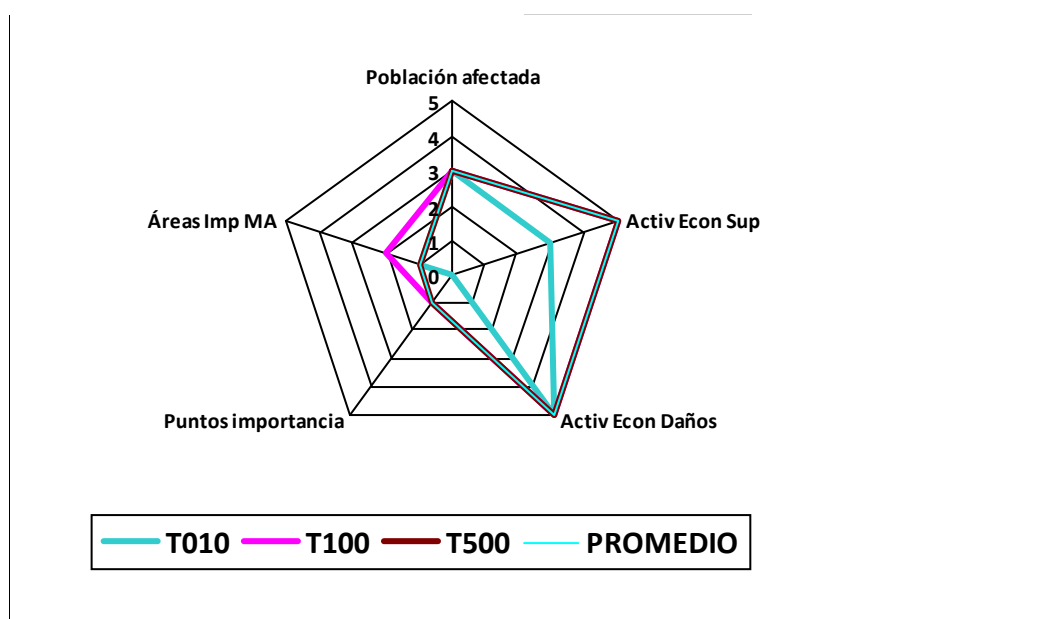 Población afectada
5
4
3
2
1
0
Áreas Imp MA
Activ Econ Sup
Puntos importancia
Activ Econ Daños
T010 T100 T500 PROMEDIO